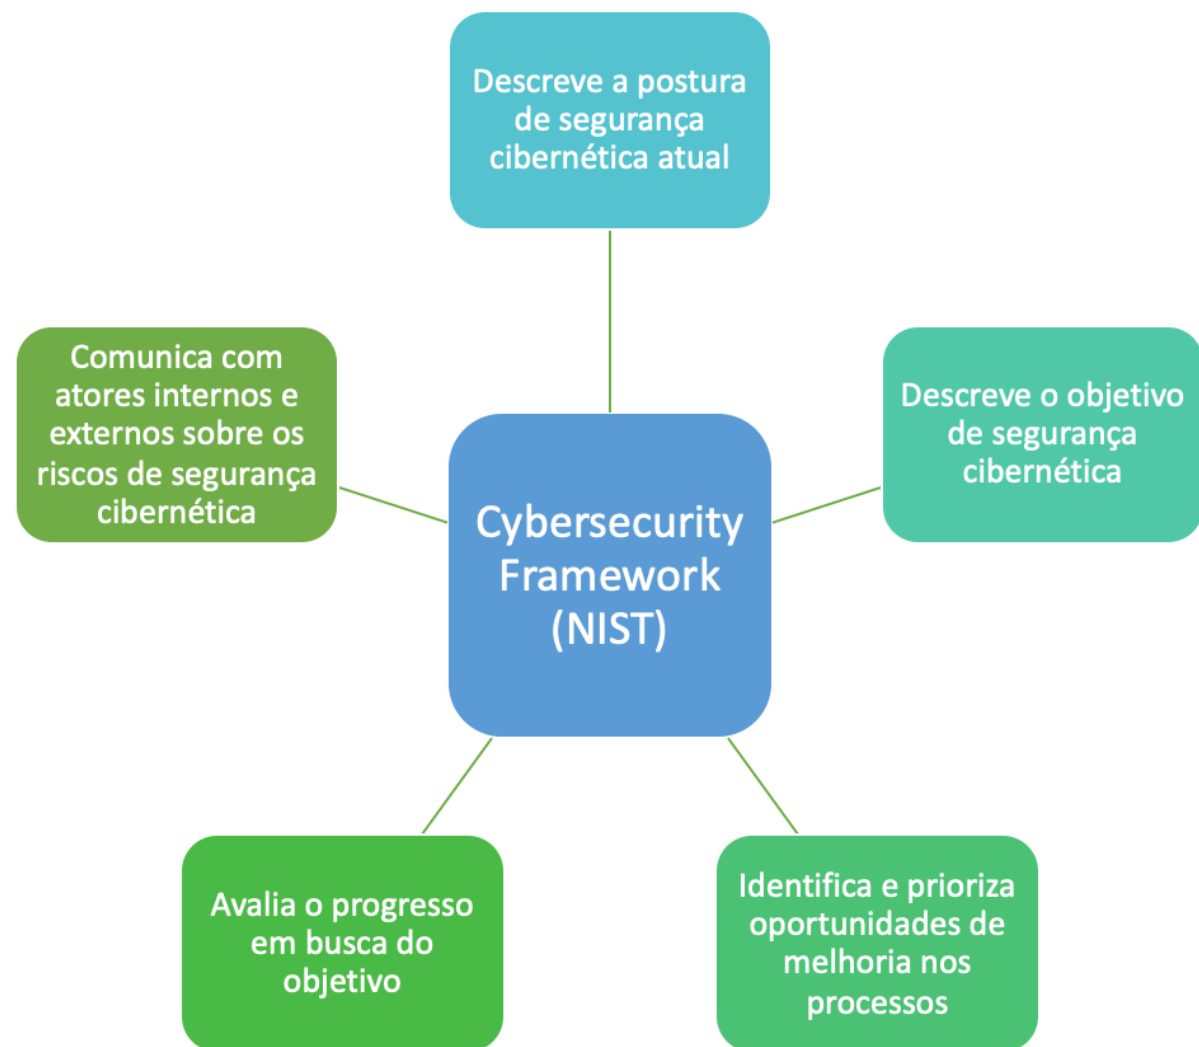 Descreve a postura
de segurança
cibernética atual
Comunica com
atores internos e
externos sobre os
riscos de segurança
cibernética
Descreve o objetivo
de segurança
cibernética
Cybersecurity
Framework
(NIST)
Avalia o progresso
em busca do
objetivo
Identifica e prioriza
oportunidades de
melhoria nos
processos